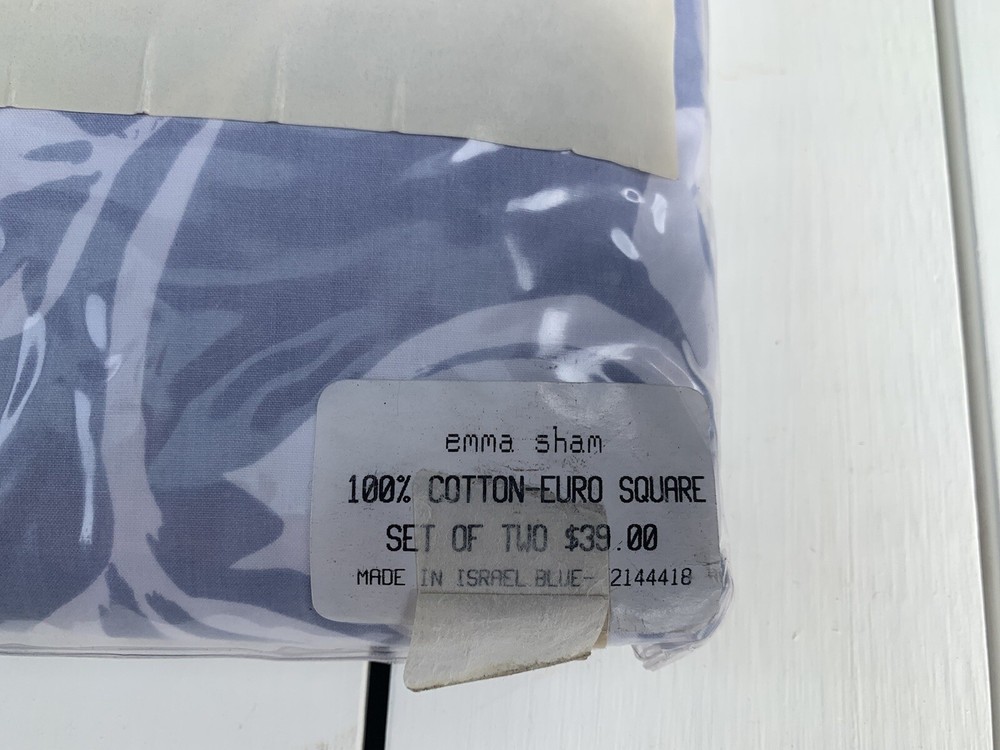 emma sham
100% COTTON-EURO SQUARE
SET OF TWO $39.00
MADE IN ISRAEL BLUE- 2144418